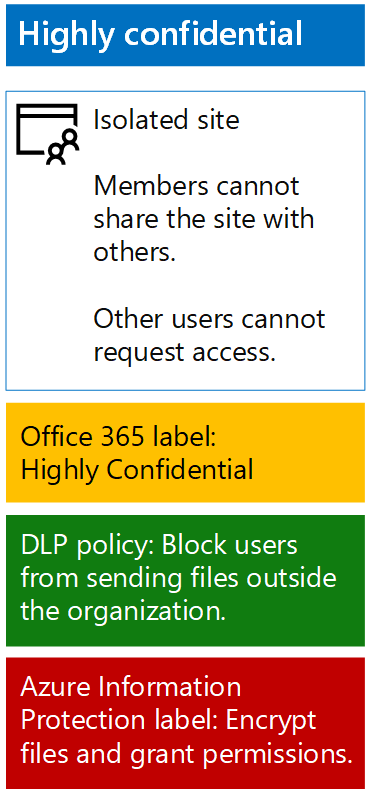 Highly confidential
Isolated site
Members cannot
share the site with
others.
Other users cannot
request access.
Office 365 label:
Highly Confidential
DLP policy: Block users
from sending files outside
the organization.
Azure Information
Protection label: Encrypt
files and grant permissions.